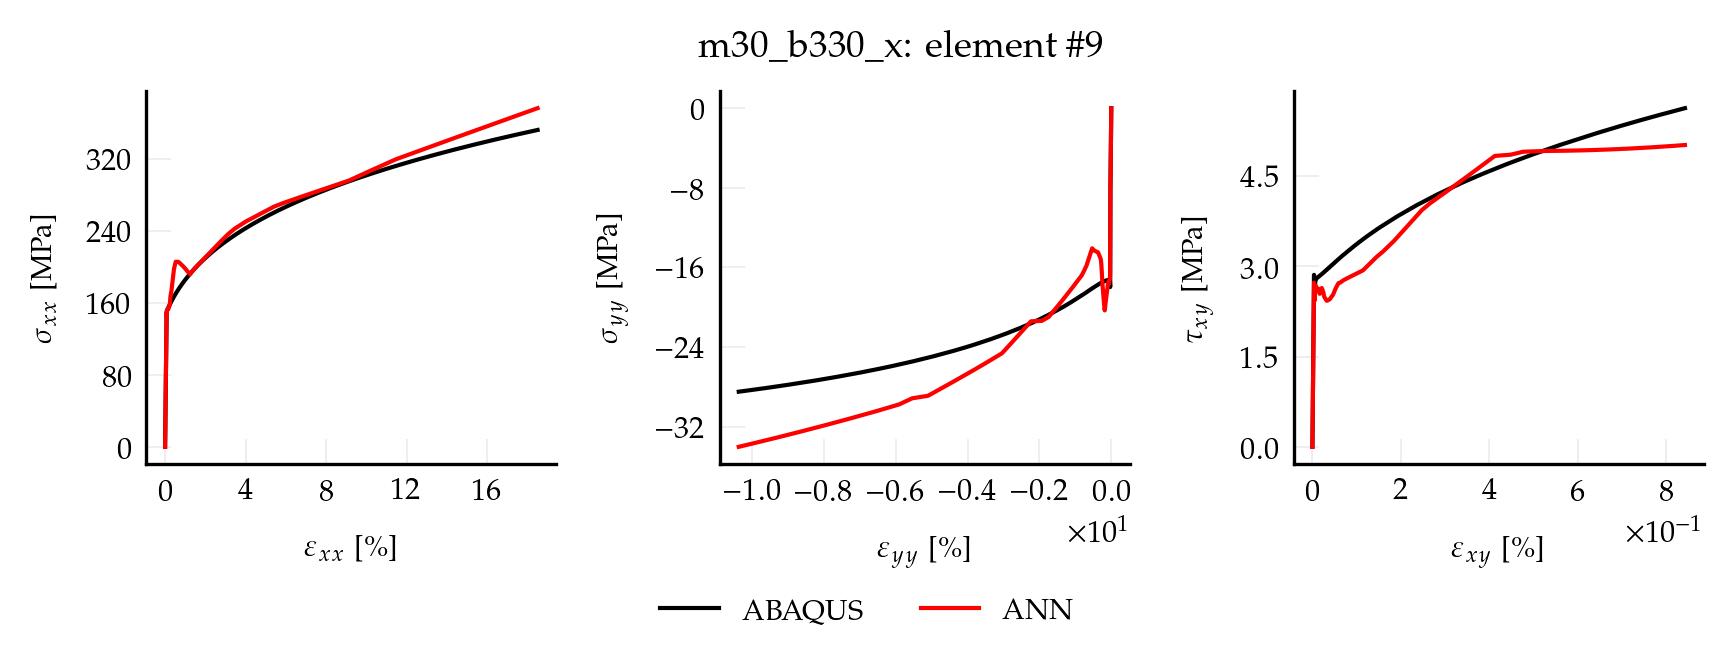 m30_b330_x: element #9
σxx [MPa]
320
240
160
80
0
0 4 8 12 16
εxx [%]
σyy [MPa]
0
−8
−16
−24
−32
−1.0 −0.8 −0.6 −0.4 −0.2 0.0
×10¹
εyy [%]
τxy [MPa]
4.5
3.0
1.5
0.0
0 2 4 6 8
×10⁻¹
εxy [%]
ABAQUS ANN